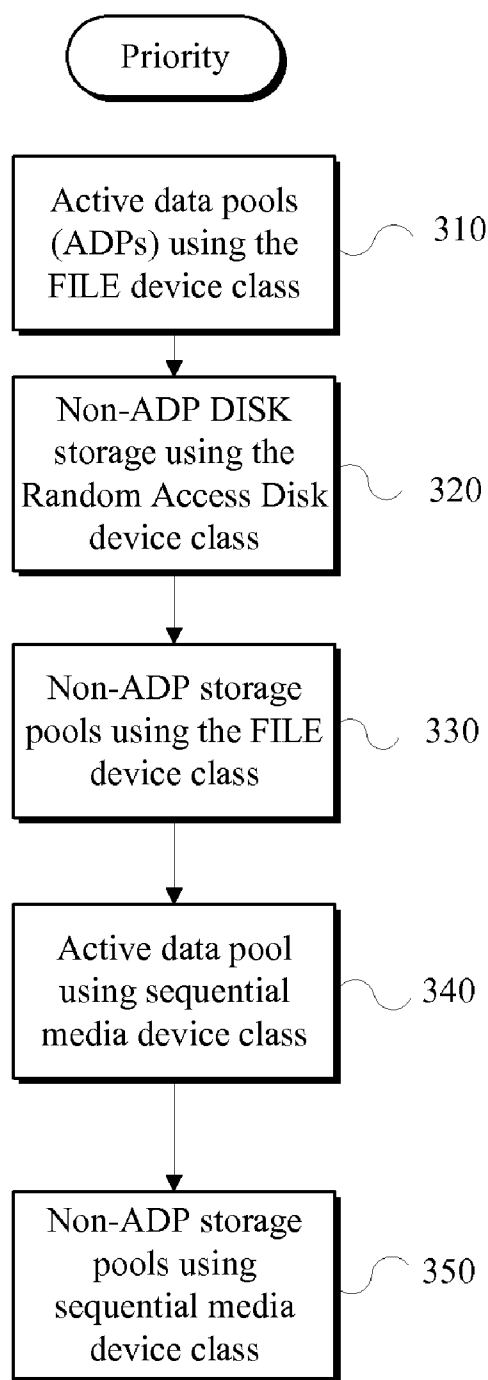 Priority
Active data pools
(ADPs) using the
FILE device class
310
Non-ADP DISK
storage using the
Random Access Disk
device class
320
Non-ADP storage
pools using the FILE
device class
330
Active data pool
using sequential
media device class
340
Non-ADP storage
pools using
sequential media
device class
350